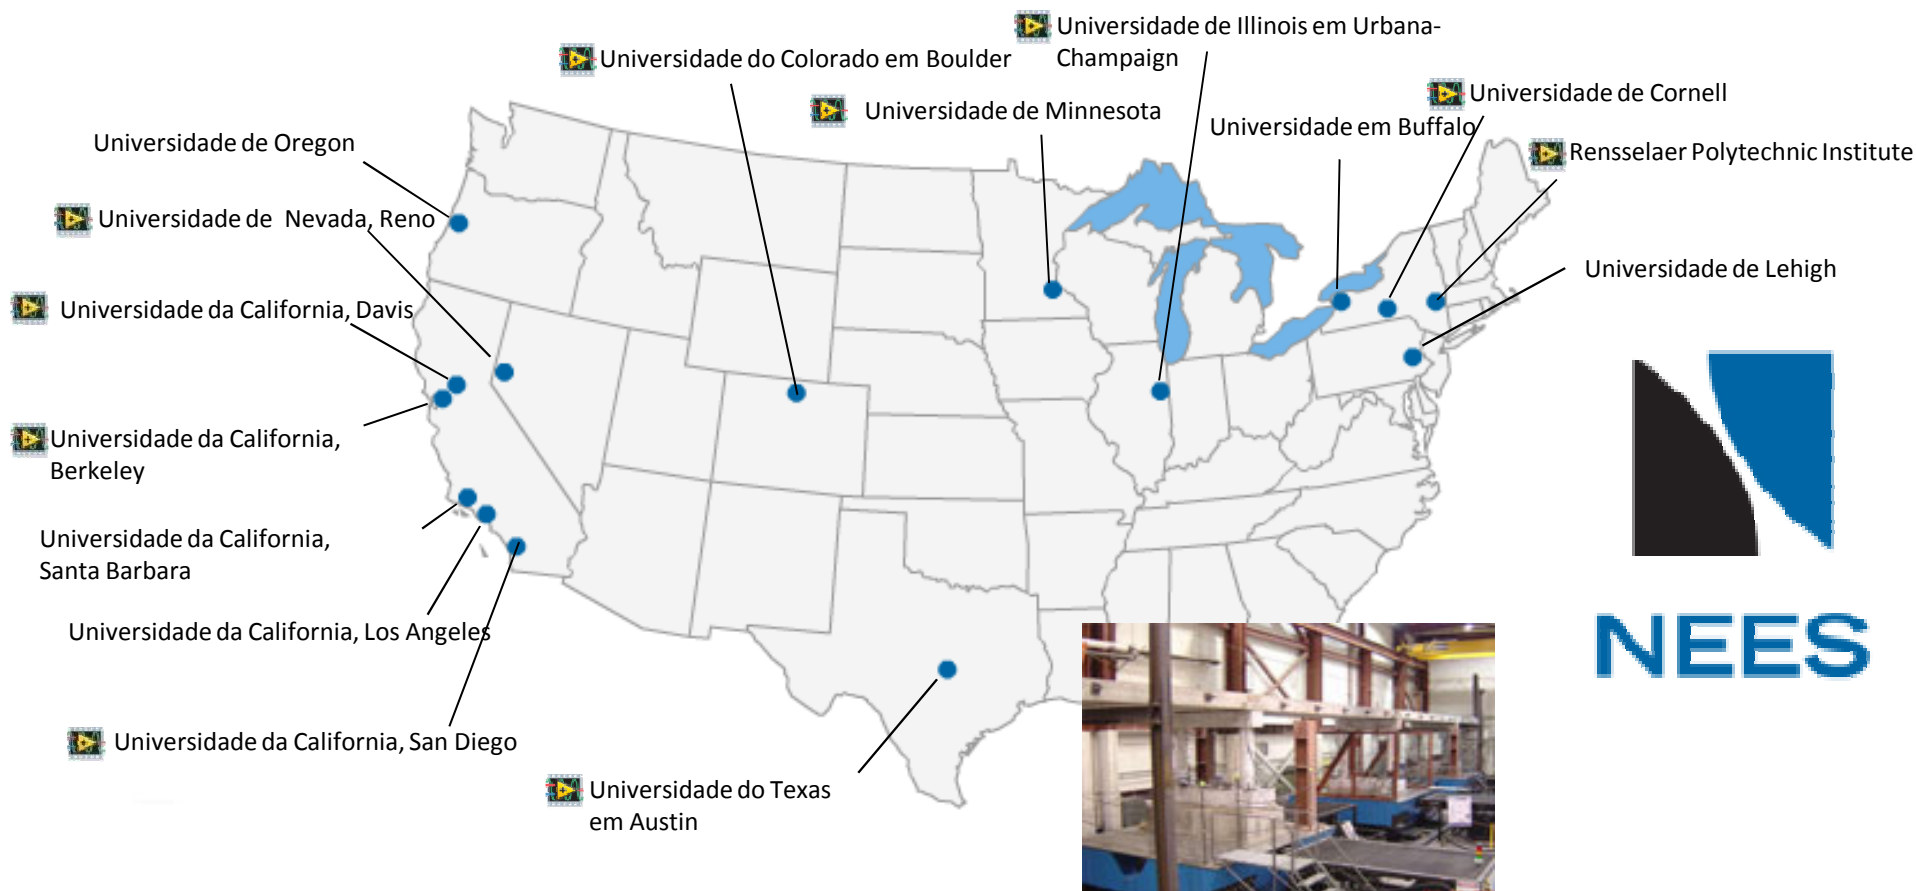 Universidade de Illinois em Urbana-
Champaign
Universidade do Colorado em Boulder
Universidade de Cornell
Universidade de Minnesota
Universidade em Buffalo
Universidade de Oregon
Rensselaer Polytechnic Institute
Universidade de Nevada, Reno
Universidade de Lehigh
Universidade da California, Davis
Universidade da California,
Berkeley
Universidade da California,
Santa Barbara
Universidade da California, Los Angeles
NEES
Universidade da California, San Diego
Universidade do Texas
em Austin